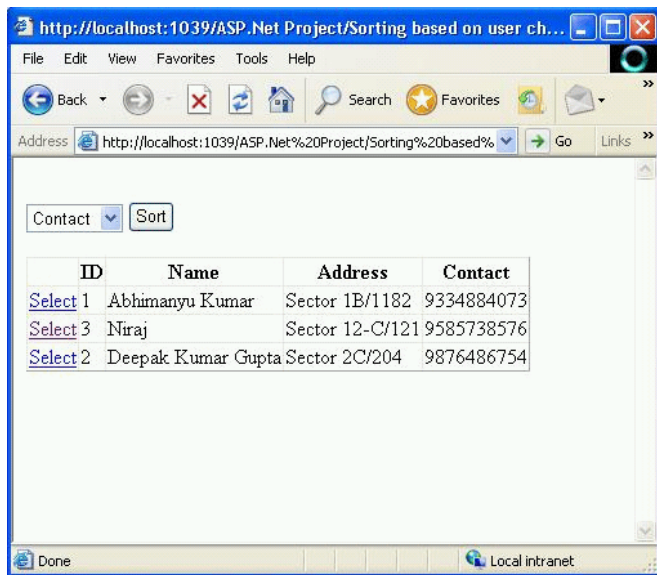 http://localhost:1039/ASP.Net Project/Sorting based on user ch...
File Edit View Favorites Tools Help
Back Search Favorites »
Address http://localhost:1039/ASP.Net%20Project/Sorting%20based% Go Links »
Contact Sort
ID Name Address Contact
Select 1 Abhimanyu Kumar Sector 1B/1182 9334884073
Select 3 Niraj Sector 12-C/121 9585738576
Select 2 Deepak Kumar Gupta Sector 2C/204 9876486754
Done Local intranet